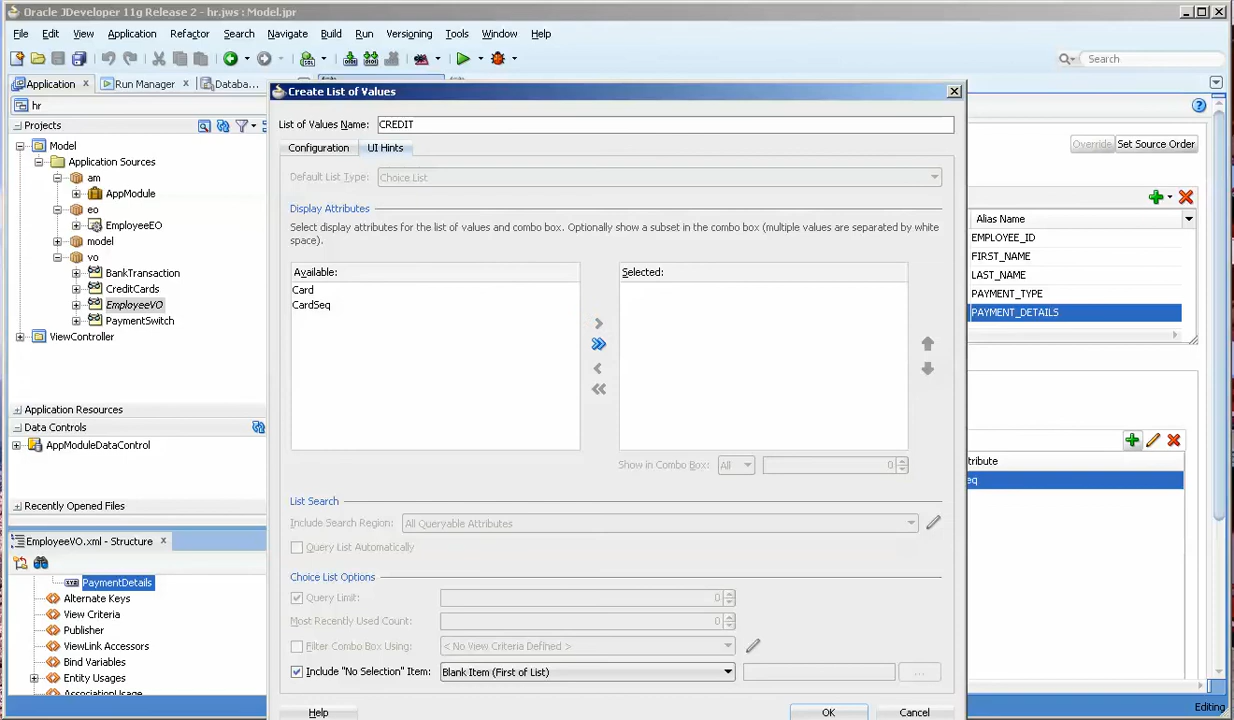 Oracle JDeveloper 11g Release 2 - hr.jws : Model.jpr
File Edit View Application Refactor Search Navigate Build Run Versioning Tools Window Help
Search
Application Run Manager Databa...
hr
Projects
Model
Application Sources
am
AppModule
eo
EmployeeEO
model
vo
BankTransaction
CreditCards
EmployeeVO
PaymentSwitch
ViewController
Application Resources
Data Controls
AppModuleDataControl
Recently Opened Files
EmployeeVO.xml - Structure
PaymentDetails
Alternate Keys
View Criteria
Publisher
ViewLink Accessors
Bind Variables
Entity Usages
AssociationUsage
Create List of Values
List of Values Name: CREDIT
Configuration UI Hints
Default List Type: Choice List
Display Attributes
Select display attributes for the list of values and combo box. Optionally show a subset in the combo box (multiple values are separated by white
space).
Available:
Card
CardSeq
Selected:
Show in Combo Box: All 0
List Search
Include Search Region: All Queryable Attributes
Query List Automatically
Choice List Options
Query Limit: 0
Most Recently Used Count: 0
Filter Combo Box Using: < No View Criteria Defined >
Include "No Selection" Item: Blank Item (First of List) ...
Help OK Cancel
Override Set Source Order
Alias Name
EMPLOYEE_ID
FIRST_NAME
LAST_NAME
PAYMENT_TYPE
PAYMENT_DETAILS
tribute
eq
Editing